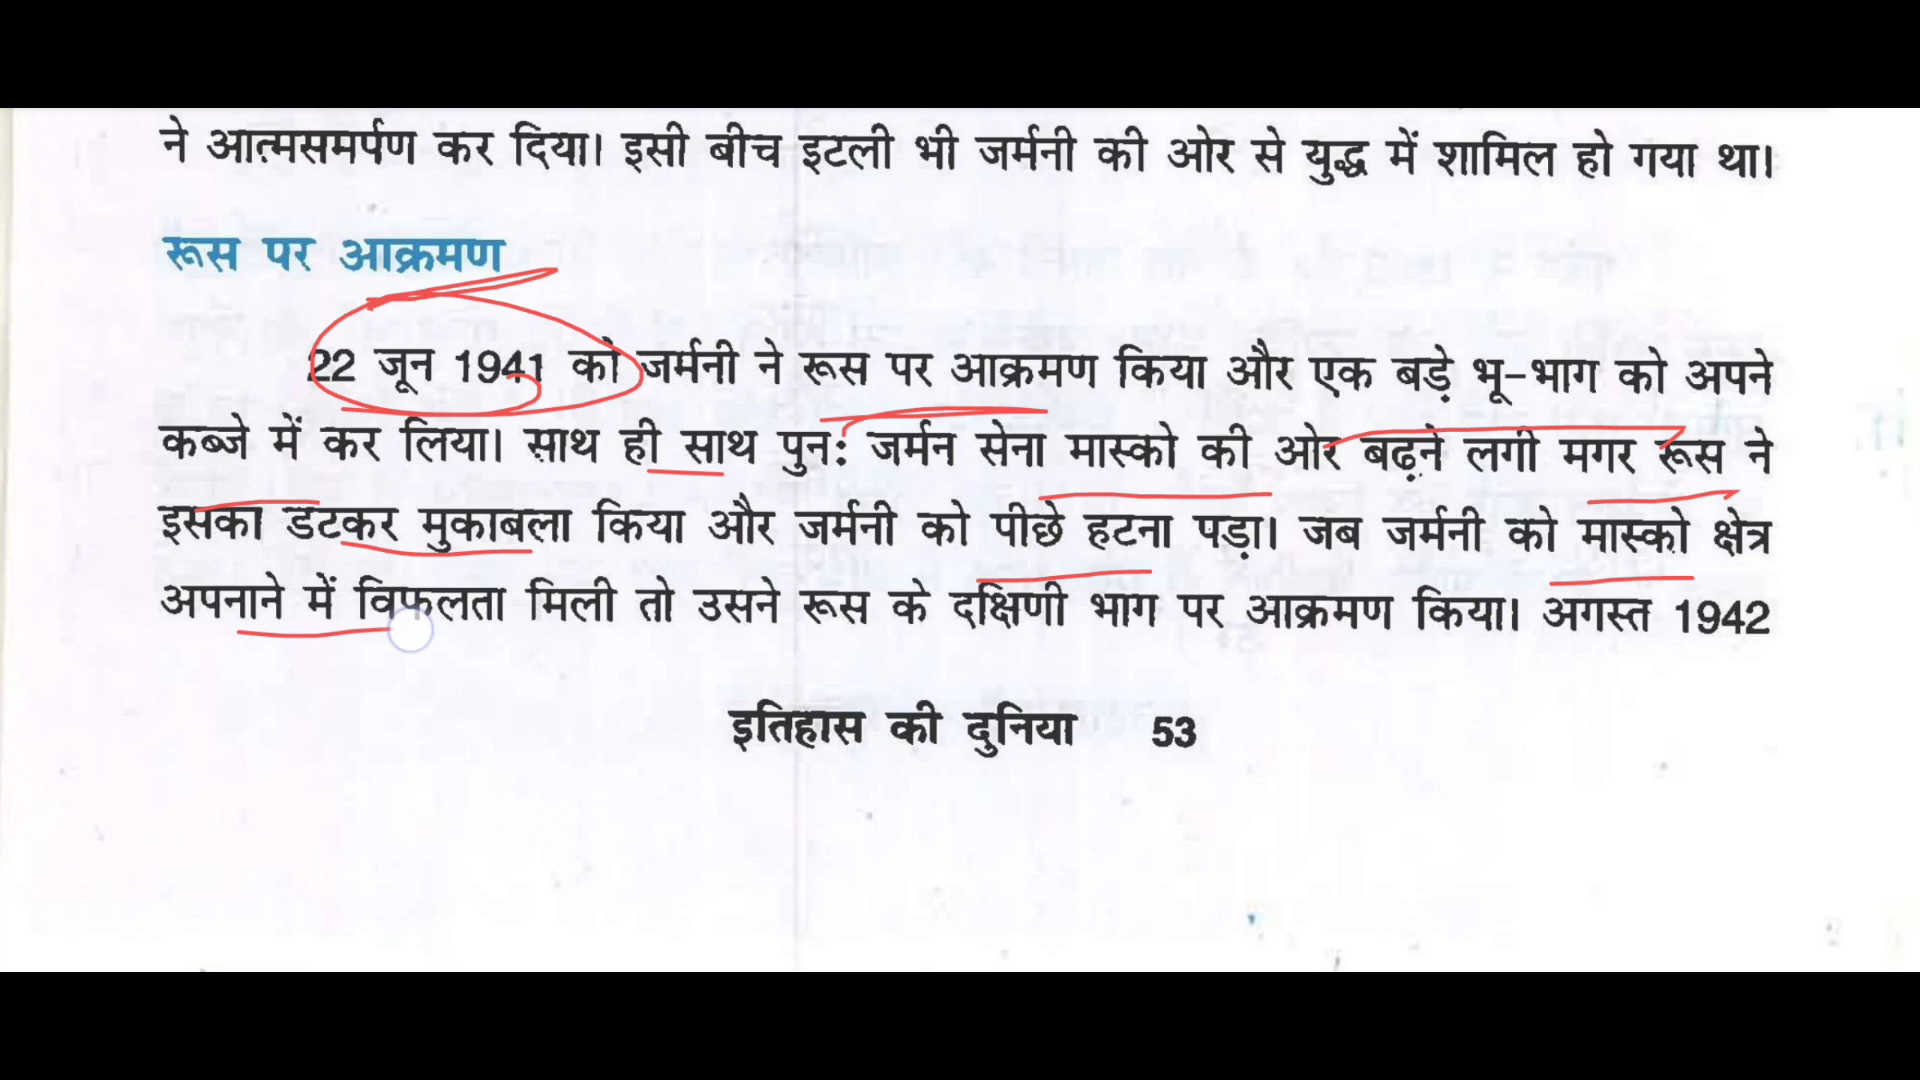 ने आत्मसमर्पण कर दिया। इसी बीच इटली भी जर्मनी की ओर से युद्ध में शामिल हो गया था।
रूस पर आक्रमण
22 जून 1941 को जर्मनी ने रूस पर आक्रमण किया और एक बड़े भू-भाग को अपने
कब्जे में कर लिया। साथ ही साथ पुनः जर्मन सेना मास्को की ओर बढ़ने लगी मगर रूस ने
इसका डटकर मुकाबला किया और जर्मनी को पीछे हटना पड़ा। जब जर्मनी को मास्को क्षेत्र
अपनाने में विफलता मिली तो उसने रूस के दक्षिणी भाग पर आक्रमण किया। अगस्त 1942
इतिहास की दुनिया 53